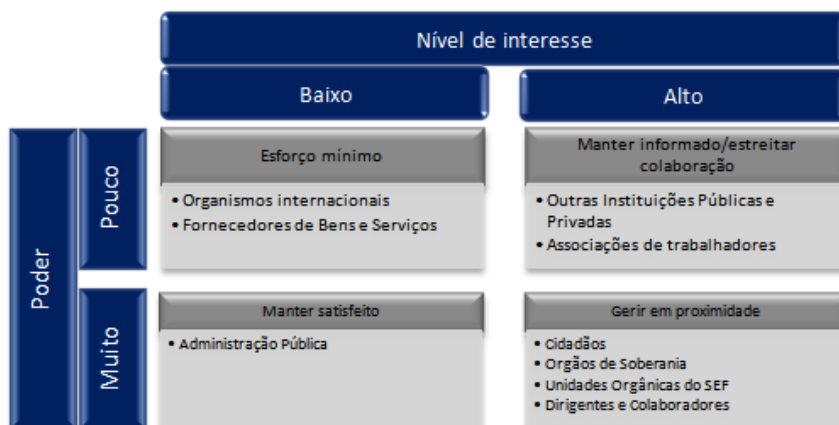 Nível de interesse
Baixo
Alto
Poder
Pouco
Esforço mínimo
• Organismos internacionais
• Fornecedores de Bens e Serviços
Manter informado/estreitar
colaboração
• Outras Instituições Públicas e
Privadas
• Associações de trabalhadores
Muito
Manter satisfeito
• Administração Pública
Gerir em proximidade
• Cidadãos
• Orgãos de Soberania
• Unidades Orgânicas do SEF
• Dirigentes e Colaboradores